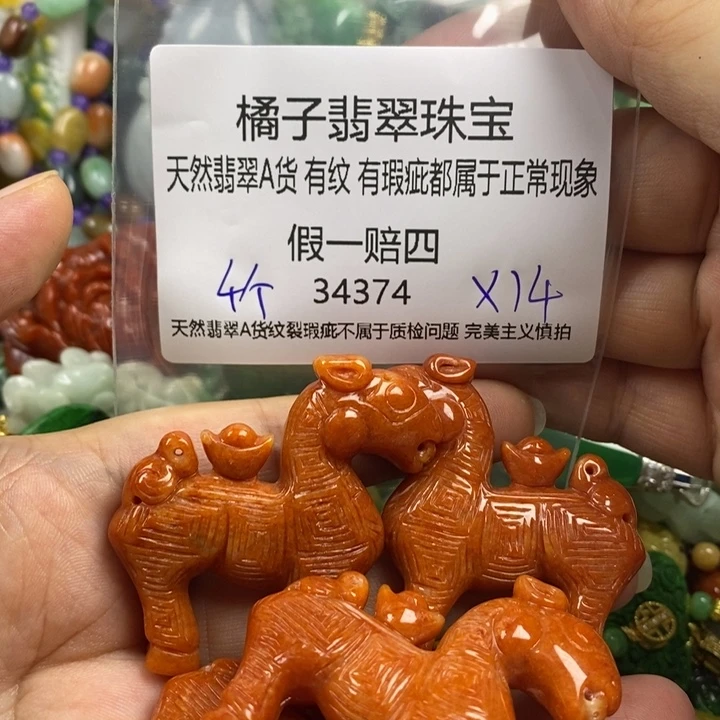 橘子翡翠珠宝
天然翡翠A货 有纹 有瑕疵都属于正常现象
假一赔四
4个 34374 X14
天然翡翠A货纹裂瑕疵不属于质检问题 完美主义慎拍